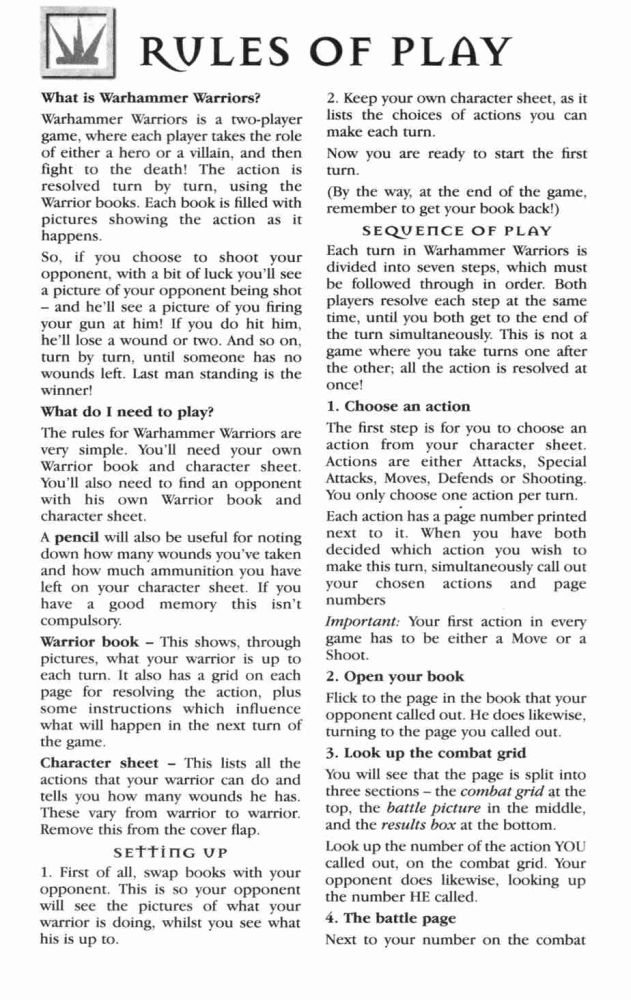 RULES OF PLAY
What is Warhammer Warriors?
Warhammer Warriors is a two-player
game, where each player takes the role
of either a hero or a villain, and then
fight to the death! The action is
resolved turn by turn, using the
Warrior books. Each book is filled with
pictures showing the action as it
happens.
So, if you choose to shoot your
opponent, with a bit of luck you'll see
a picture of your opponent being shot
– and he'll see a picture of you firing
your gun at him! If you do hit him,
he'll lose a wound or two. And so on,
turn by turn, until someone has no
wounds left. Last man standing is the
winner!
What do I need to play?
The rules for Warhammer Warriors are
very simple. You'll need your own
Warrior book and character sheet.
You'll also need to find an opponent
with his own Warrior book and
character sheet.
A pencil will also be useful for noting
down how many wounds you've taken
and how much ammunition you have
left on your character sheet. If you
have a good memory this isn't
compulsory.
Warrior book – This shows, through
pictures, what your warrior is up to
each turn. It also has a grid on each
page for resolving the action, plus
some instructions which influence
what will happen in the next turn of
the game.
Character sheet – This lists all the
actions that your warrior can do and
tells you how many wounds he has.
These vary from warrior to warrior.
Remove this from the cover flap.
SETTING UP
1. First of all, swap books with your
opponent. This is so your opponent
will see the pictures of what your
warrior is doing, whilst you see what
his is up to.
2. Keep your own character sheet, as it
lists the choices of actions you can
make each turn.
Now you are ready to start the first
turn.
(By the way, at the end of the game,
remember to get your book back!)
SEQUENCE OF PLAY
Each turn in Warhammer Warriors is
divided into seven steps, which must
be followed through in order. Both
players resolve each step at the same
time, until you both get to the end of
the turn simultaneously. This is not a
game where you take turns one after
the other; all the action is resolved at
once!
1. Choose an action
The first step is for you to choose an
action from your character sheet.
Actions are either Attacks, Special
Attacks, Moves, Defends or Shooting.
You only choose one action per turn.
Each action has a page number printed
next to it. When you have both
decided which action you wish to
make this turn, simultaneously call out
your chosen actions and page
numbers
Important: Your first action in every
game has to be either a Move or a
Shoot.
2. Open your book
Flick to the page in the book that your
opponent called out. He does likewise,
turning to the page you called out.
3. Look up the combat grid
You will see that the page is split into
three sections – the combat grid at the
top, the battle picture in the middle,
and the results box at the bottom.
Look up the number of the action YOU
called out, on the combat grid. Your
opponent does likewise, looking up
the number HE called.
4. The battle page
Next to your number on the combat